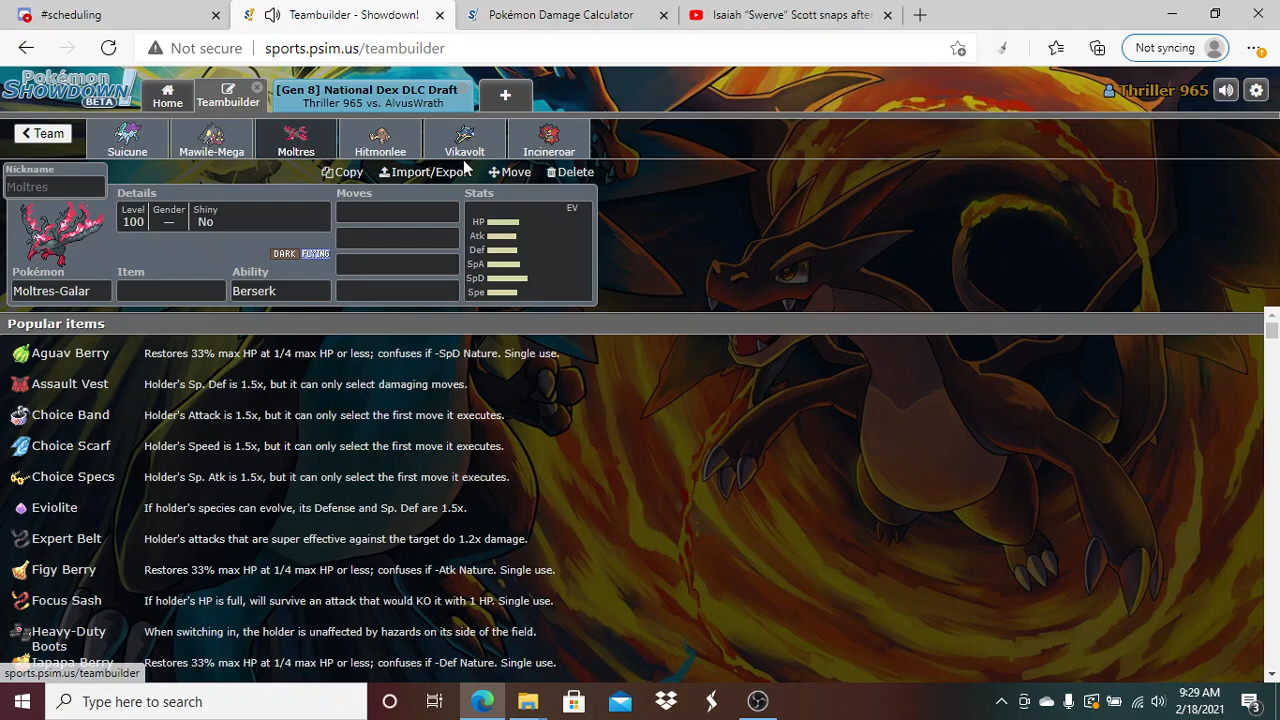 #scheduling
Teambuilder - Showdown!
Pokémon Damage Calculator
Isaiah "Swerve" Scott snaps after
Not secure
sports.psim.us/teambuilder
Not syncing
Pokémon
SHOWDOWN
BETA
Home
Teambuilder
[Gen 8] National Dex DLC Draft
Thriller 965 vs. AlvusWrath
Thriller 965
Team
Suicune
Mawile-Mega
Moltres
Hitmonlee
Vikavolt
Incineroar
Copy
Import/Export
Move
Delete
Nickname
Moltres
Details
Moves
Stats
Level
Gender
Shiny
100
—
No
EV
HP
Atk
Def
SpA
SpD
Spe
DARK
FLYING
Pokémon
Item
Ability
Moltres-Galar
Berserk
Popular items
Aguav Berry Restores 33% max HP at 1/4 max HP or less; confuses if -SpD Nature. Single use.
Assault Vest Holder's Sp. Def is 1.5x, but it can only select damaging moves.
Choice Band Holder's Attack is 1.5x, but it can only select the first move it executes.
Choice Scarf Holder's Speed is 1.5x, but it can only select the first move it executes.
Choice Specs Holder's Sp. Atk is 1.5x, but it can only select the first move it executes.
Eviolite If holder's species can evolve, its Defense and Sp. Def are 1.5x.
Expert Belt Holder's attacks that are super effective against the target do 1.2x damage.
Figy Berry Restores 33% max HP at 1/4 max HP or less; confuses if -Atk Nature. Single use.
Focus Sash If holder's HP is full, will survive an attack that would KO it with 1 HP. Single use.
Heavy-Duty Boots When switching in, the holder is unaffected by hazards on its side of the field.
Iapapa Berry Restores 33% max HP at 1/4 max HP or less; confuses if -Def Nature. Single use.
sports.psim.us/teambuilder
Type here to search
9:29 AM
2/18/2021
3